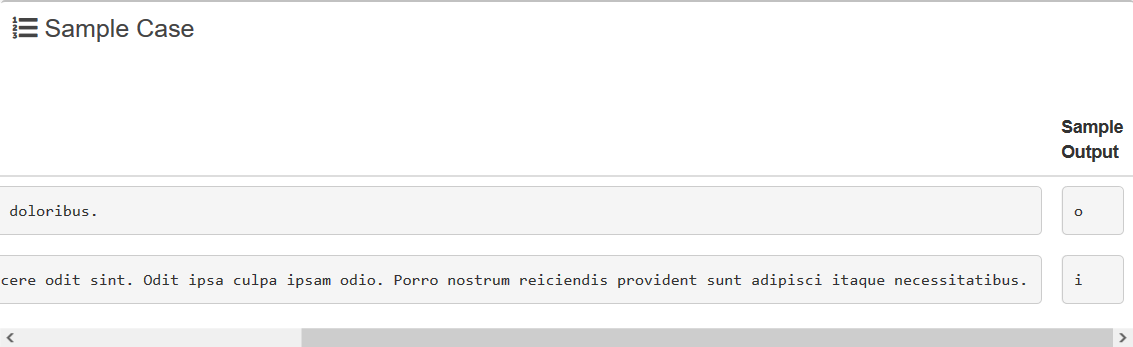 Sample Case
Sample
Output
doloribus.
o
cere odit sint. Odit ipsa culpa ipsam odio. Porro nostrum reiciendis provident sunt adipisci itaque necessitatibus.
i